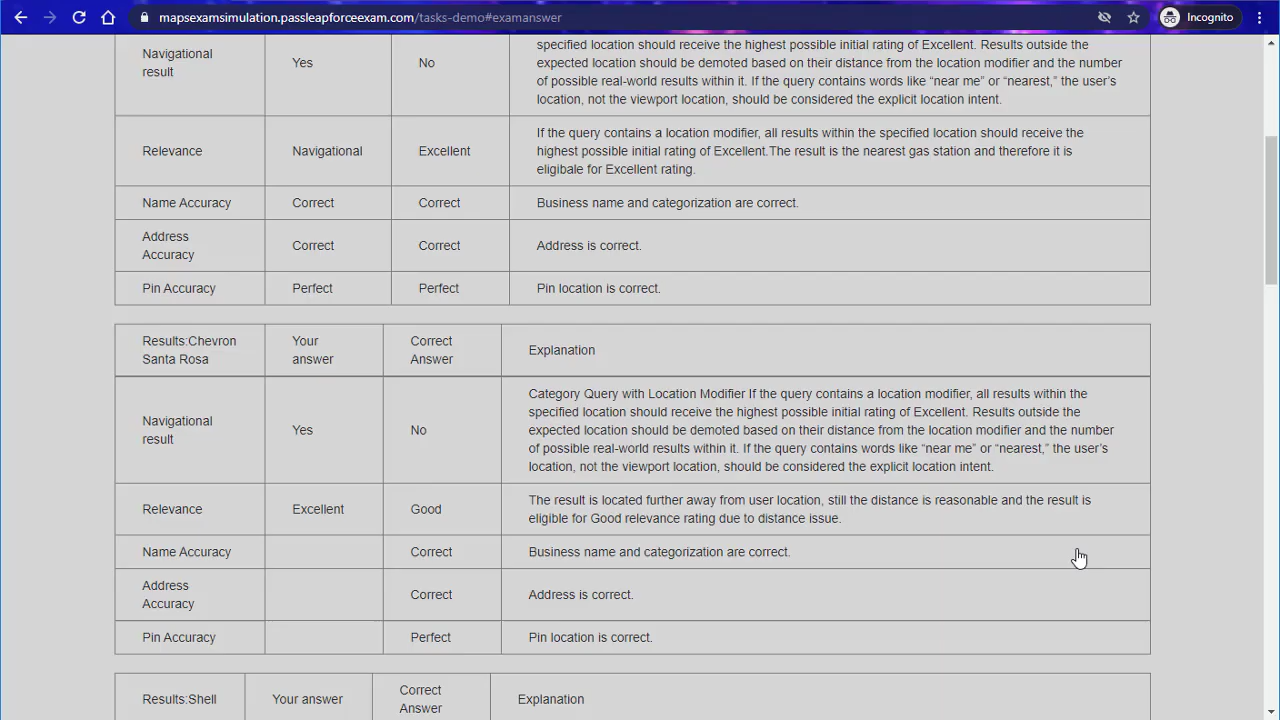 mapsexamsimulation.passleapforceexam.com/tasks-demo#examanswer
Incognito
Navigational
result
Yes
No
specified location should receive the highest possible initial rating of Excellent. Results outside the
expected location should be demoted based on their distance from the location modifier and the number
of possible real-world results within it. If the query contains words like “near me” or “nearest,” the user’s
location, not the viewport location, should be considered the explicit location intent.
Relevance
Navigational
Excellent
If the query contains a location modifier, all results within the specified location should receive the
highest possible initial rating of Excellent.The result is the nearest gas station and therefore it is
eligibale for Excellent rating.
Name Accuracy
Correct
Correct
Business name and categorization are correct.
Address
Accuracy
Correct
Correct
Address is correct.
Pin Accuracy
Perfect
Perfect
Pin location is correct.
Results:Chevron
Santa Rosa
Your
answer
Correct
Answer
Explanation
Navigational
result
Yes
No
Category Query with Location Modifier If the query contains a location modifier, all results within the
specified location should receive the highest possible initial rating of Excellent. Results outside the
expected location should be demoted based on their distance from the location modifier and the number
of possible real-world results within it. If the query contains words like “near me” or “nearest,” the user’s
location, not the viewport location, should be considered the explicit location intent.
Relevance
Excellent
Good
The result is located further away from user location, still the distance is reasonable and the result is
eligible for Good relevance rating due to distance issue.
Name Accuracy
Correct
Business name and categorization are correct.
Address
Accuracy
Correct
Address is correct.
Pin Accuracy
Perfect
Pin location is correct.
Results:Shell
Your answer
Correct
Answer
Explanation